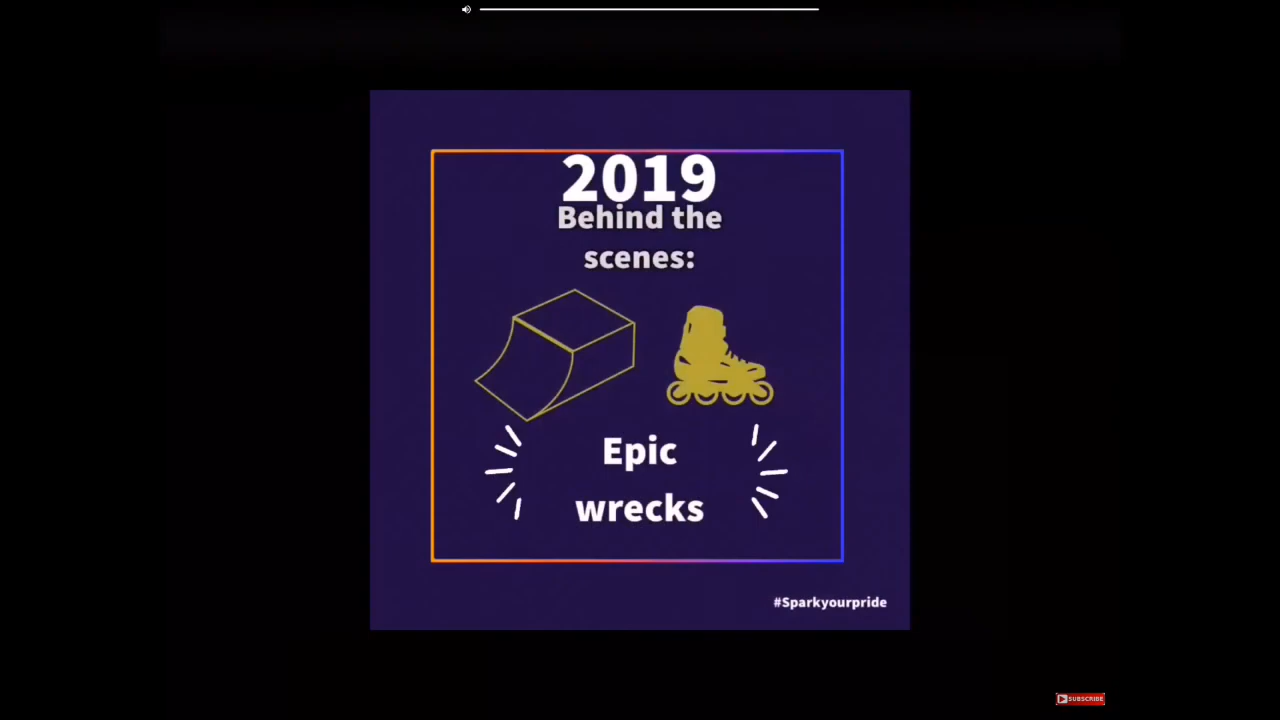 2019
Behind the
scenes:
Epic
wrecks
#Sparkyourpride
SUBSCRIBE